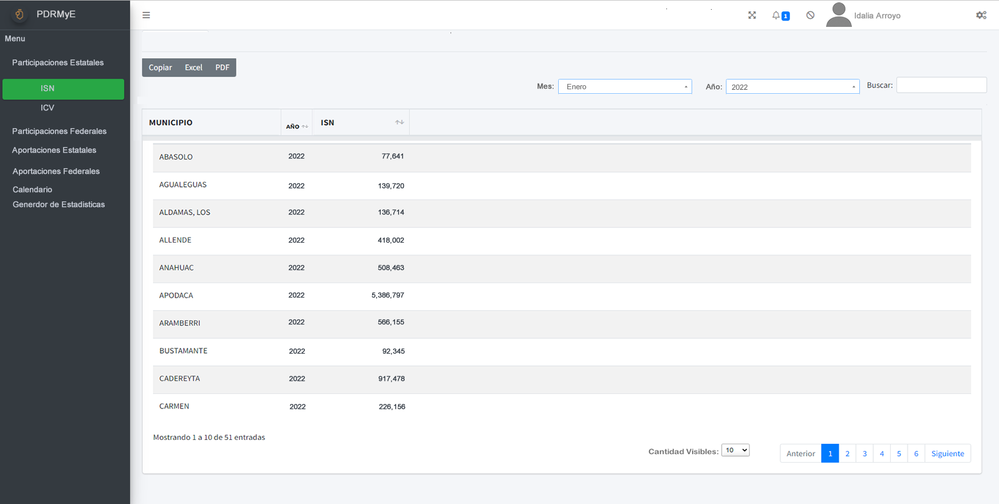 PDRMyE
1
Idalia Arroyo
Menu
Participaciones Estatales
ISN
ICV
Participaciones Federales
Aportaciones Estatales
Aportaciones Federales
Calendario
Generdor de Estadisticas
Copiar Excel PDF
Mes: Enero Año: 2022 Buscar:
MUNICIPIO AÑO ISN
ABASOLO 2022 77,641
AGUALEGUAS 2022 139,720
ALDAMAS, LOS 2022 136,714
ALLENDE 2022 418,002
ANAHUAC 2022 508,463
APODACA 2022 5,386,797
ARAMBERRI 2022 566,155
BUSTAMANTE 2022 92,345
CADEREYTA 2022 917,478
CARMEN 2022 226,156
Mostrando 1 a 10 de 51 entradas
Cantidad Visibles: 10 Anterior 1 2 3 4 5 6 Siguiente